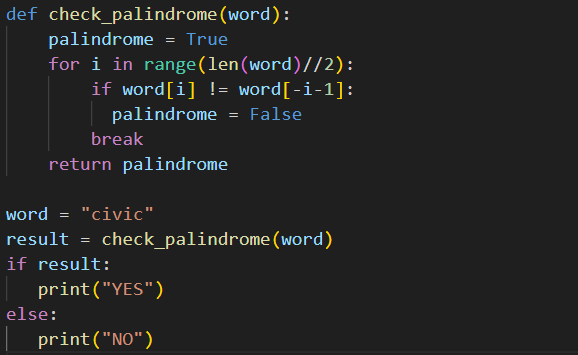 def check_palindrome(word):
    palindrome = True
    for i in range(len(word)//2):
        if word[i] != word[-i-1]:
          palindrome = False
        break
    return palindrome

word = "civic"
result = check_palindrome(word)
if result:
   print("YES")
else:
   print("NO")